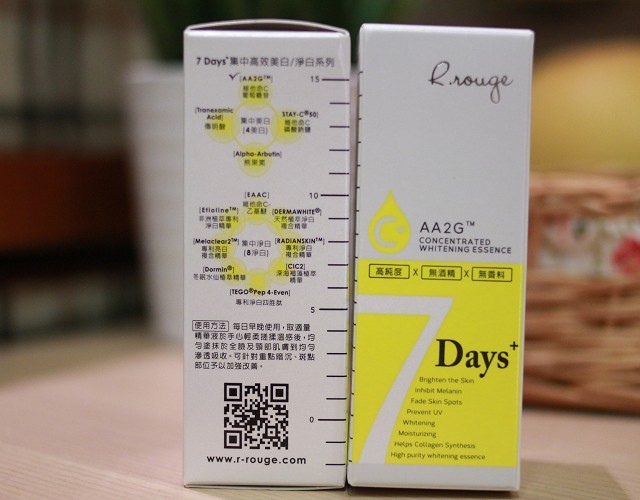 7 Days⁺集中高效美白/淨白系列
[AA2G™]
維他命C
葡萄糖苷
[Tranexamic
Acid]
傳明酸
STAY-C®50]
維他命C
磷酸鈉鹽
集中美白
(4美白)
[Alpha-Arbutin]
熊果素
[EAAC]
維他命C
乙基醚
[Etioline™]
非洲植萃專利
淨白精華
[DERMAWHITE®]
天然植萃淨白
複合精華
[Melaclear2™]
專利亮白
複合精華
集中淨白
(8淨白)
[RADIANSKIN™]
專利淨白
複合精華
[Dormin®]
冬眠水仙植萃精華
[CIC2]
深海褐藻植萃
精華
[TEGO®Pep 4-Even]
專利淨白四胜肽
15
10
5
0
使用方法 每日早晚使用,取適量
精華液於手心輕柔搓揉溫感後,均
勻塗抹於全臉及頸部肌膚到均勻
滲透吸收。可針對重點暗沉、斑點
部位予以加強改善。
www.r-rouge.com
R.rouge
C
AA2G™
CONCENTRATED
WHITENING ESSENCE
高純度 X 無酒精 X 無香料
7
Days⁺
Brighten the Skin
Inhibit Melanin
Fade Skin Spots
Prevent UV
Whitening
Moisturizing
Helps Collagen Synthesis
High purity whitening essence